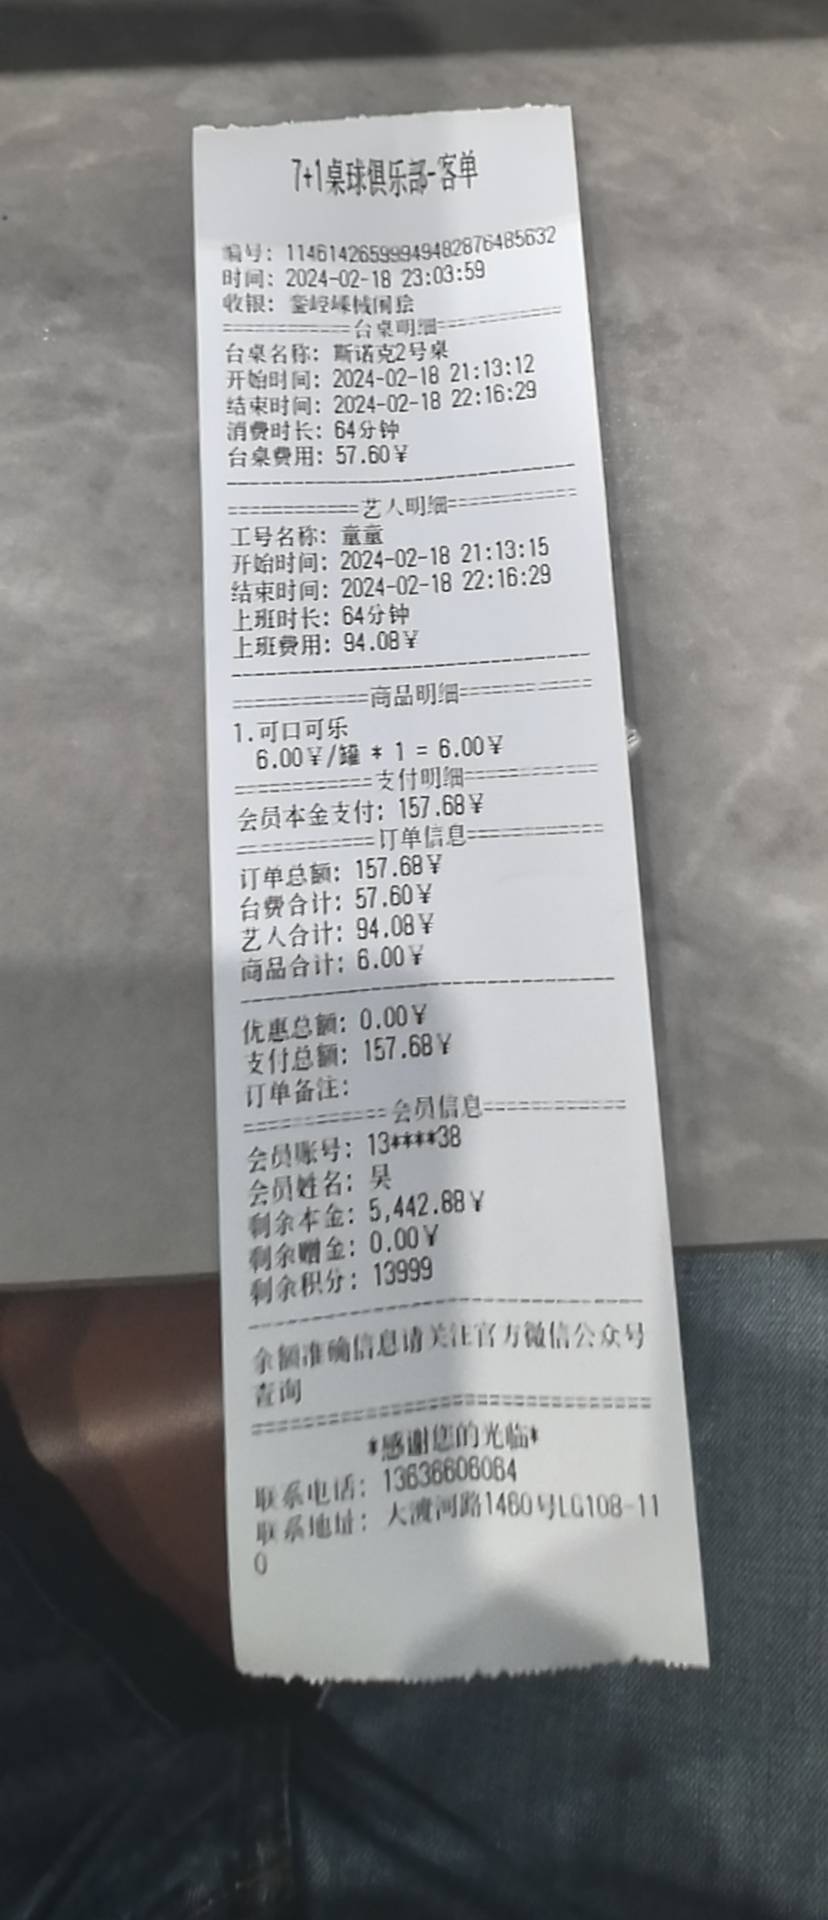 7+1桌球俱乐部-客单
编号: 11461426599949482876485632
时间: 2024-02-18 23:03:59
收银:
============台桌明细============
台桌名称: 斯诺克2号桌
开始时间: 2024-02-18 21:13:12
结束时间: 2024-02-18 22:16:29
消费时长: 64分钟
台桌费用: 57.60¥
--------------------------------
============艺人明细============
工号名称: 童童
开始时间: 2024-02-18 21:13:15
结束时间: 2024-02-18 22:16:29
上班时长: 64分钟
上班费用: 94.08¥
--------------------------------
============商品明细============
1.可口可乐
6.00¥/罐 * 1 = 6.00¥
============支付明细============
会员本金支付: 157.68¥
============订单信息============
订单总额: 157.68¥
台费合计: 57.60¥
艺人合计: 94.08¥
商品合计: 6.00¥
--------------------------------
优惠总额: 0.00¥
支付总额: 157.68¥
订单备注:
============会员信息============
会员账号: 13****38
会员姓名: 吴
剩余本金: 5,442.88¥
剩余赠金: 0.00¥
剩余积分: 13999
--------------------------------
余额准确信息请关注官方微信公众号
查询
================================
*感谢您的光临*
联系电话: 13636606064
联系地址: 大渡河路1460号LG108-11
0